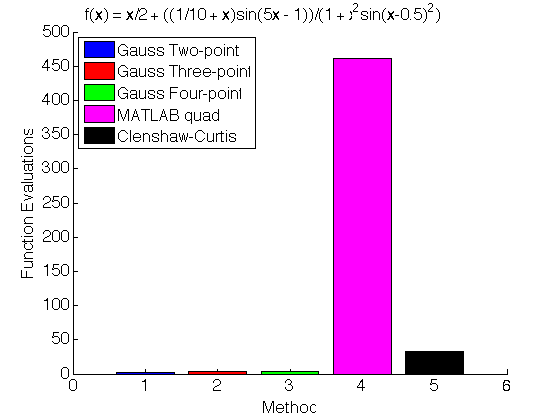 f(x) = x/2 + ((1/10 + x)sin(5x - 1))/(1 + x²sin(x-0.5)²)
500
450
400
350
300
250
200
150
100
50
0
Function Evaluations
Gauss Two-point
Gauss Three-point
Gauss Four-point
MATLAB quad
Clenshaw-Curtis
0 1 2 3 4 5 6
Method